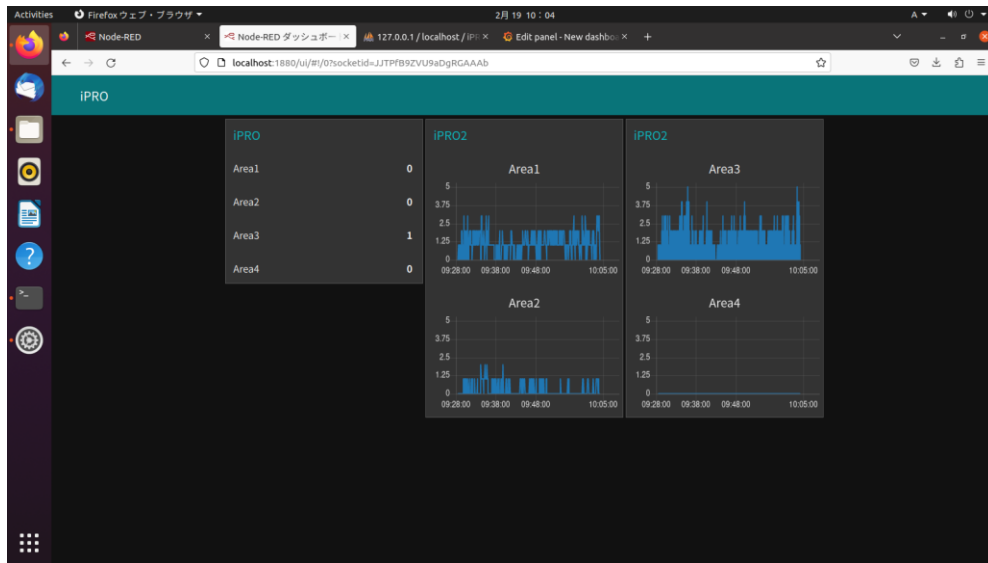 Activities Firefox ウェブ・ブラウザ 2月 19 10：04 A
Node-RED × Node-RED ダッシュボー × 127.0.0.1 / localhost / iPR × Edit panel - New dashboa × +
localhost:1880/ui/#!/0?socketid=JJTPfB9ZVU9aDgRGAAAb
iPRO
iPRO
Area1 0
Area2 0
Area3 1
Area4 0
iPRO2
Area1
5
3.75
2.5
1.25
0
09:28:00 09:38:00 09:48:00 10:05:00
Area2
5
3.75
2.5
1.25
0
09:28:00 09:38:00 09:48:00 10:05:00
iPRO2
Area3
5
3.75
2.5
1.25
0
09:28:00 09:38:00 09:48:00 10:05:00
Area4
5
3.75
2.5
1.25
0
09:28:00 09:38:00 09:48:00 10:05:00